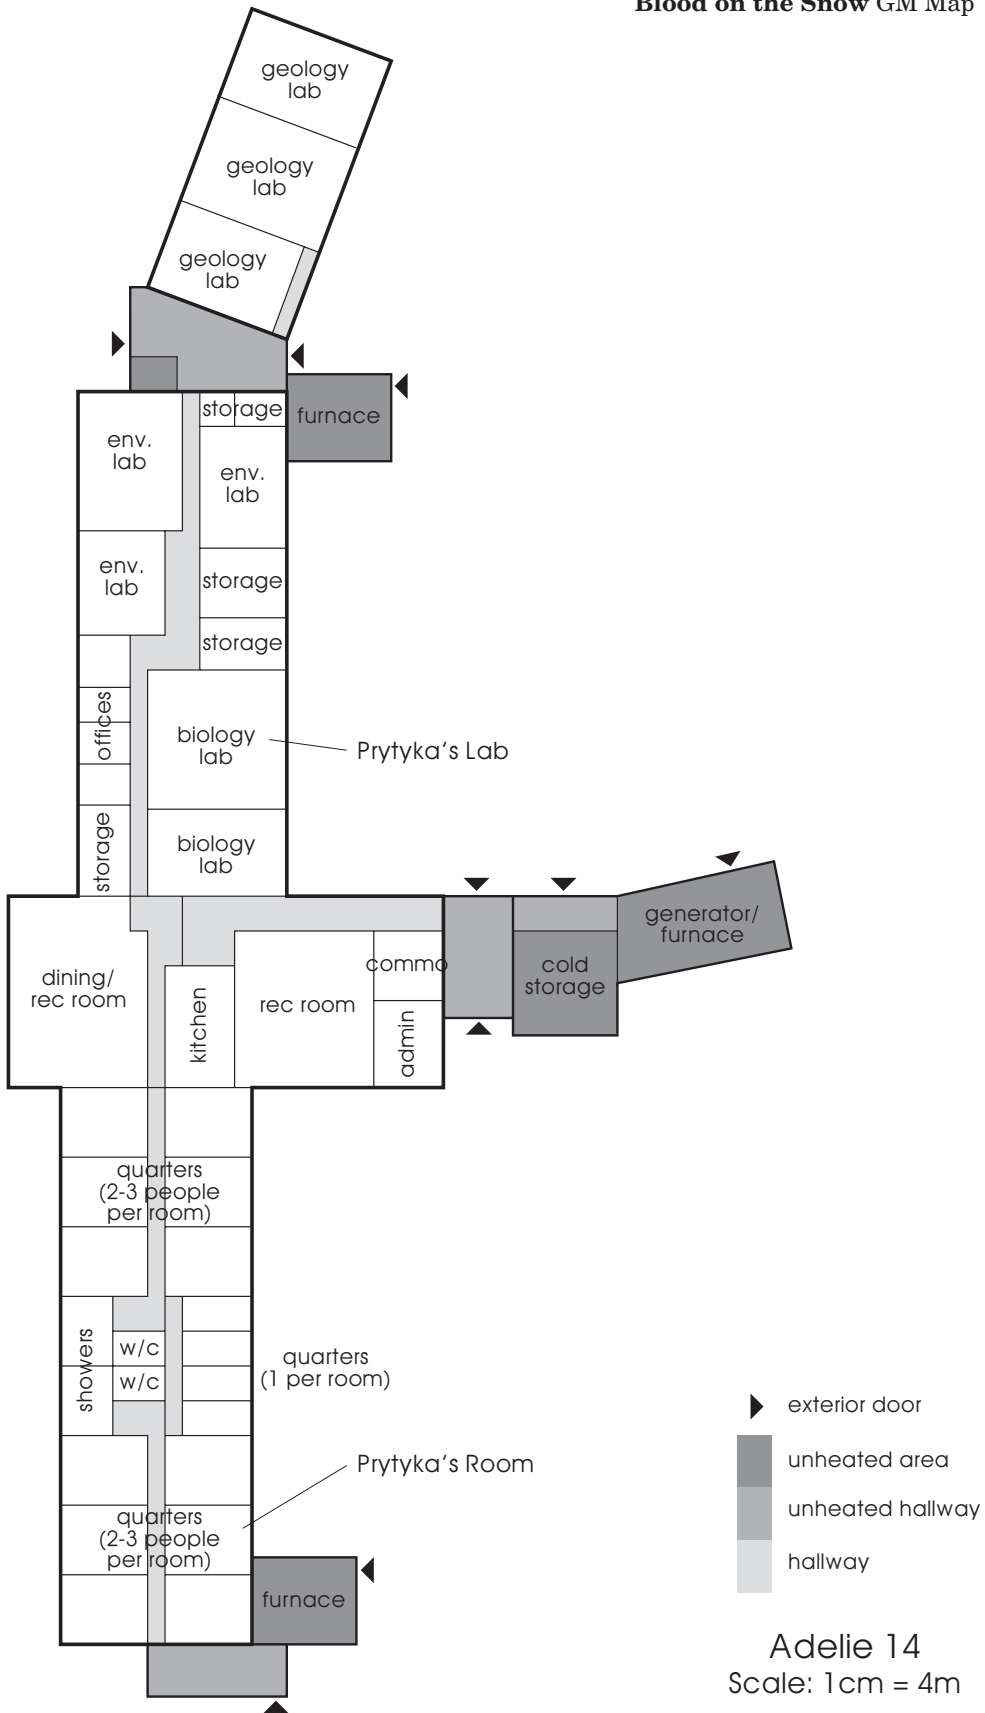 Blood on the Snow GM Map
geology
lab
geology
lab
geology
lab
storage
furnace
env.
lab
env.
lab
env.
lab
storage
storage
offices
biology
lab
Prytyka's Lab
storage
biology
lab
generator/
furnace
commo
cold
storage
dining/
rec room
kitchen
rec room
admin
quarters
(2-3 people
per room)
showers
w/c
w/c
quarters
(1 per room)
Prytyka's Room
quarters
(2-3 people
per room)
furnace
exterior door
unheated area
unheated hallway
hallway
Adelie 14
Scale: 1cm = 4m